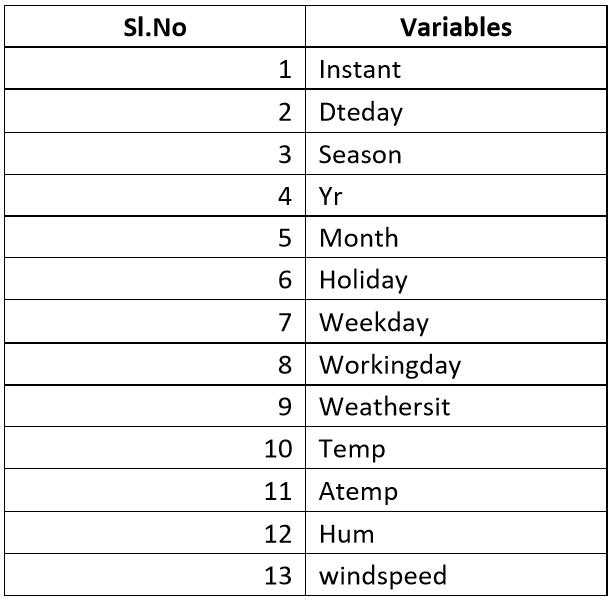 Sl.No Variables
1 Instant
2 Dteday
3 Season
4 Yr
5 Month
6 Holiday
7 Weekday
8 Workingday
9 Weathersit
10 Temp
11 Atemp
12 Hum
13 windspeed